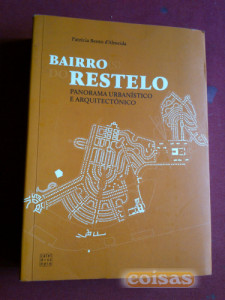 Patrícia Bento d'Almeida
BAIRRO
DO
RESTELO
PANORAMA URBANÍSTICO
E ARQUITECTÓNICO
coisas